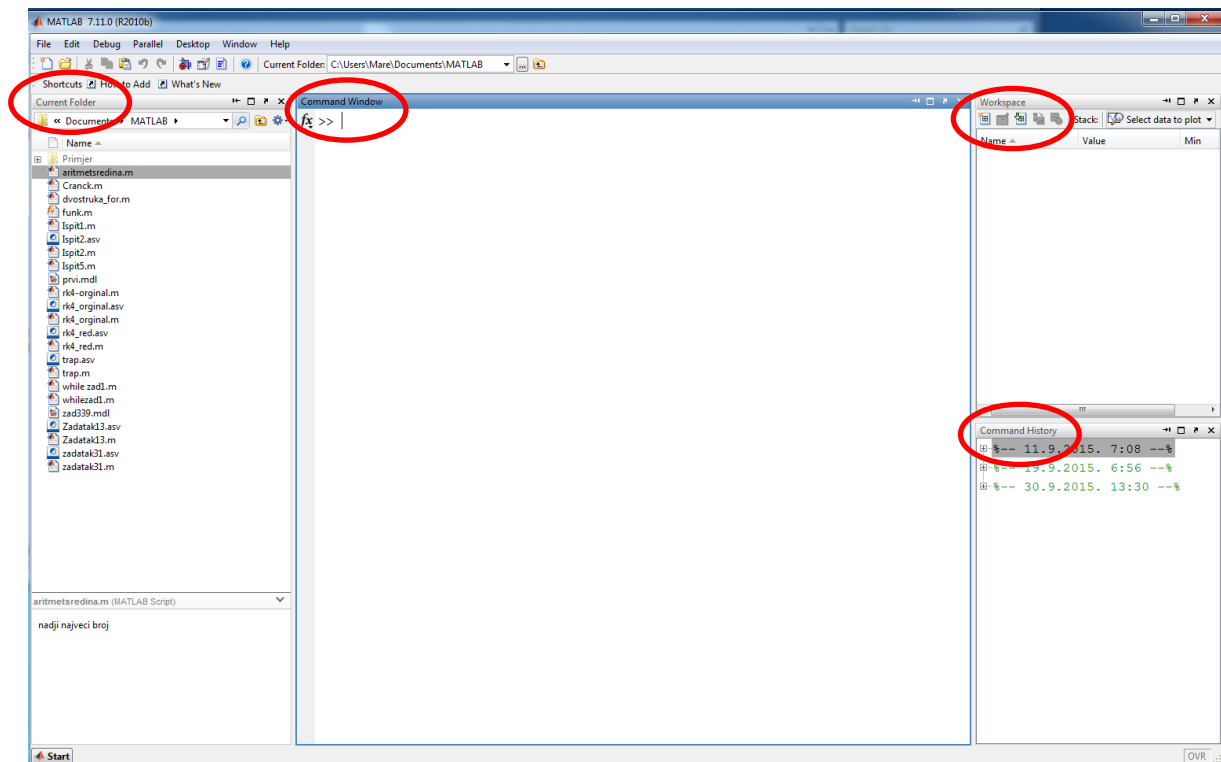 MATLAB 7.11.0 (R2010b)
File Edit Debug Parallel Desktop Window Help
Current Folder: C:\Users\Mare\Documents\MATLAB
Shortcuts How to Add What's New
Current Folder
« Documents MATLAB
Name
Primjer
aritmetsredina.m
Cranck.m
dvostruka_for.m
funk.m
Ispit1.m
Ispit2.asv
Ispit2.m
Ispit5.m
prvi.mdl
rk4-orginal.m
rk4_orginal.asv
rk4_orginal.m
rk4_red.asv
rk4_red.m
trap.asv
trap.m
while zad1.m
whilezad1.m
zad339.mdl
Zadatak13.asv
Zadatak13.m
zadatak31.asv
zadatak31.m
aritmetsredina.m (MATLAB Script)
nadji najveci broj
Command Window
fx >>
Workspace
Stack: Select data to plot
Name Value Min
Command History
%-- 11.9.2015. 7:08 --%
%-- 19.9.2015. 6:56 --%
%-- 30.9.2015. 13:30 --%
Start
OVR